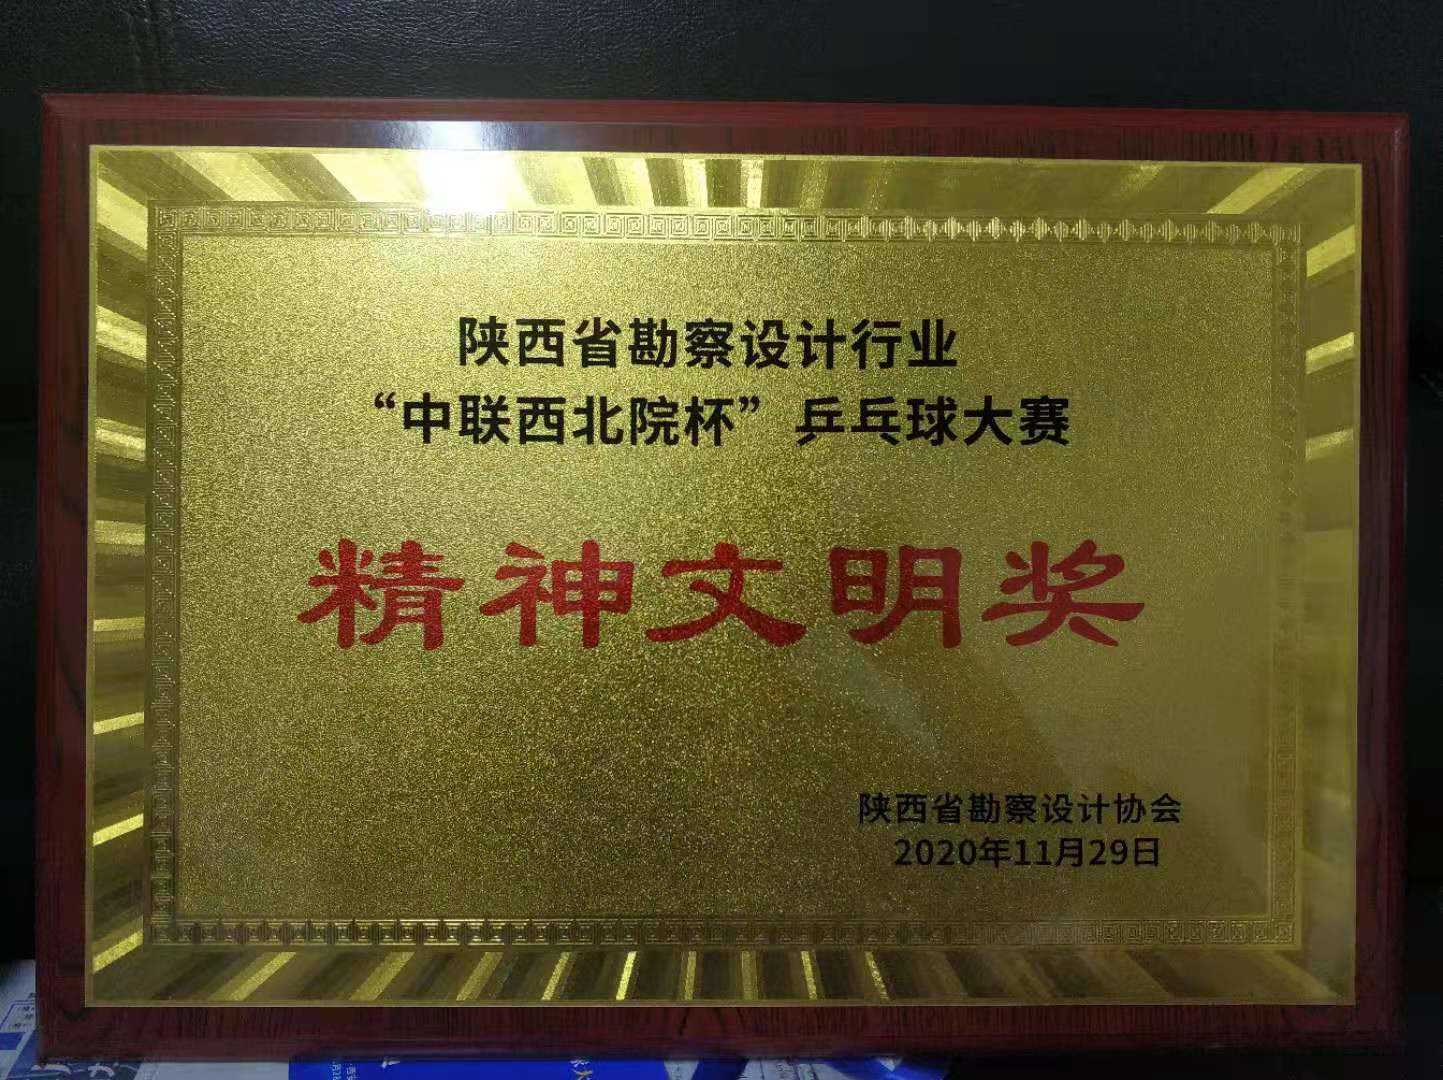 陕西省勘察设计行业
“中联西北院杯”乒乓球大赛
精神文明奖
陕西省勘察设计协会
2020年11月29日